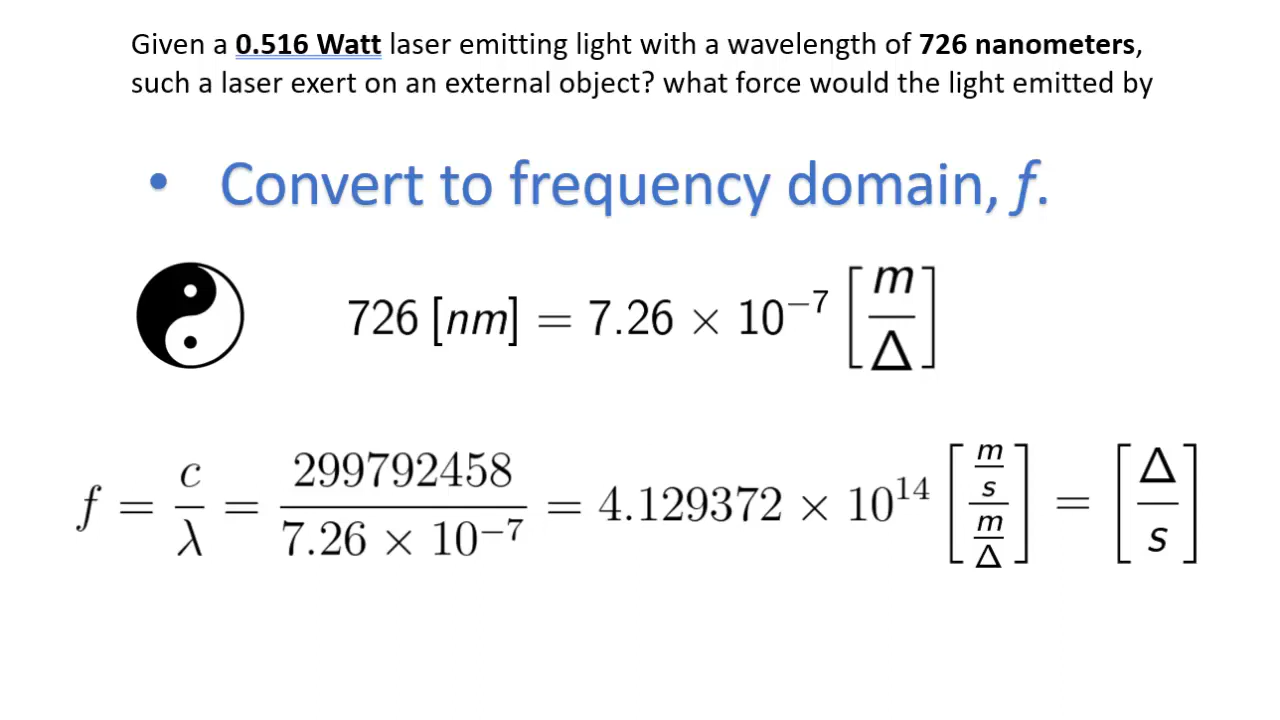 Given a 0.516 Watt laser emitting light with a wavelength of 726 nanometers,
such a laser exert on an external object? what force would the light emitted by
• Convert to frequency domain, f.
726 [nm] = 7.26 × 10⁻⁷ [m/Δ]
f = c/λ = 299792458/7.26 × 10⁻⁷ = 4.129372 × 10¹⁴ [m/s / m/Δ] = [Δ/s]